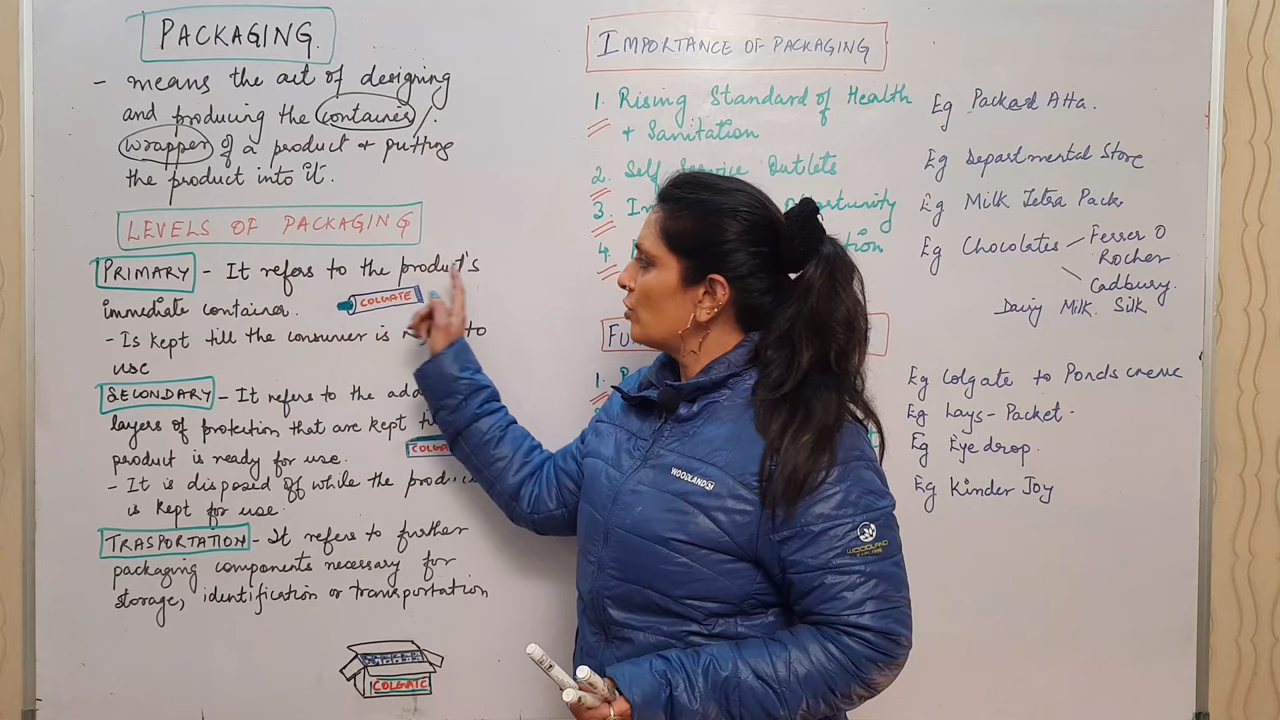 PACKAGING
- means the act of designing
and producing the container/
wrapper of a product & putting
the product into it.
LEVELS OF PACKAGING
PRIMARY - It refers to the product's
immediate container.
COLGATE
- Is kept till the consumer is to
use
SECONDARY - It refers to the
layers of protection that are kept
product is ready for use.
- It is disposed off while the
is kept for use.
TRASPORTATION - It refers to further
packaging components necessary for
storage, identification or transportation
COLGATE
IMPORTANCE OF PACKAGING
1. Rising Standard of Health
+ Sanitation
Eg Packed Atta.
2. Self Service Outlets
Eg Departmental Store
3.
Eg Milk Tetra Pack
4.
Eg Chocolates
Ferrer O
Rocher
Cadbury.
Dairy Milk. Silk
1.
Eg Colgate to Ponds creme
Eg Lays - Packet -
Eg Eye drop.
Eg Kinder Joy
WOODLAND
WOODLAND